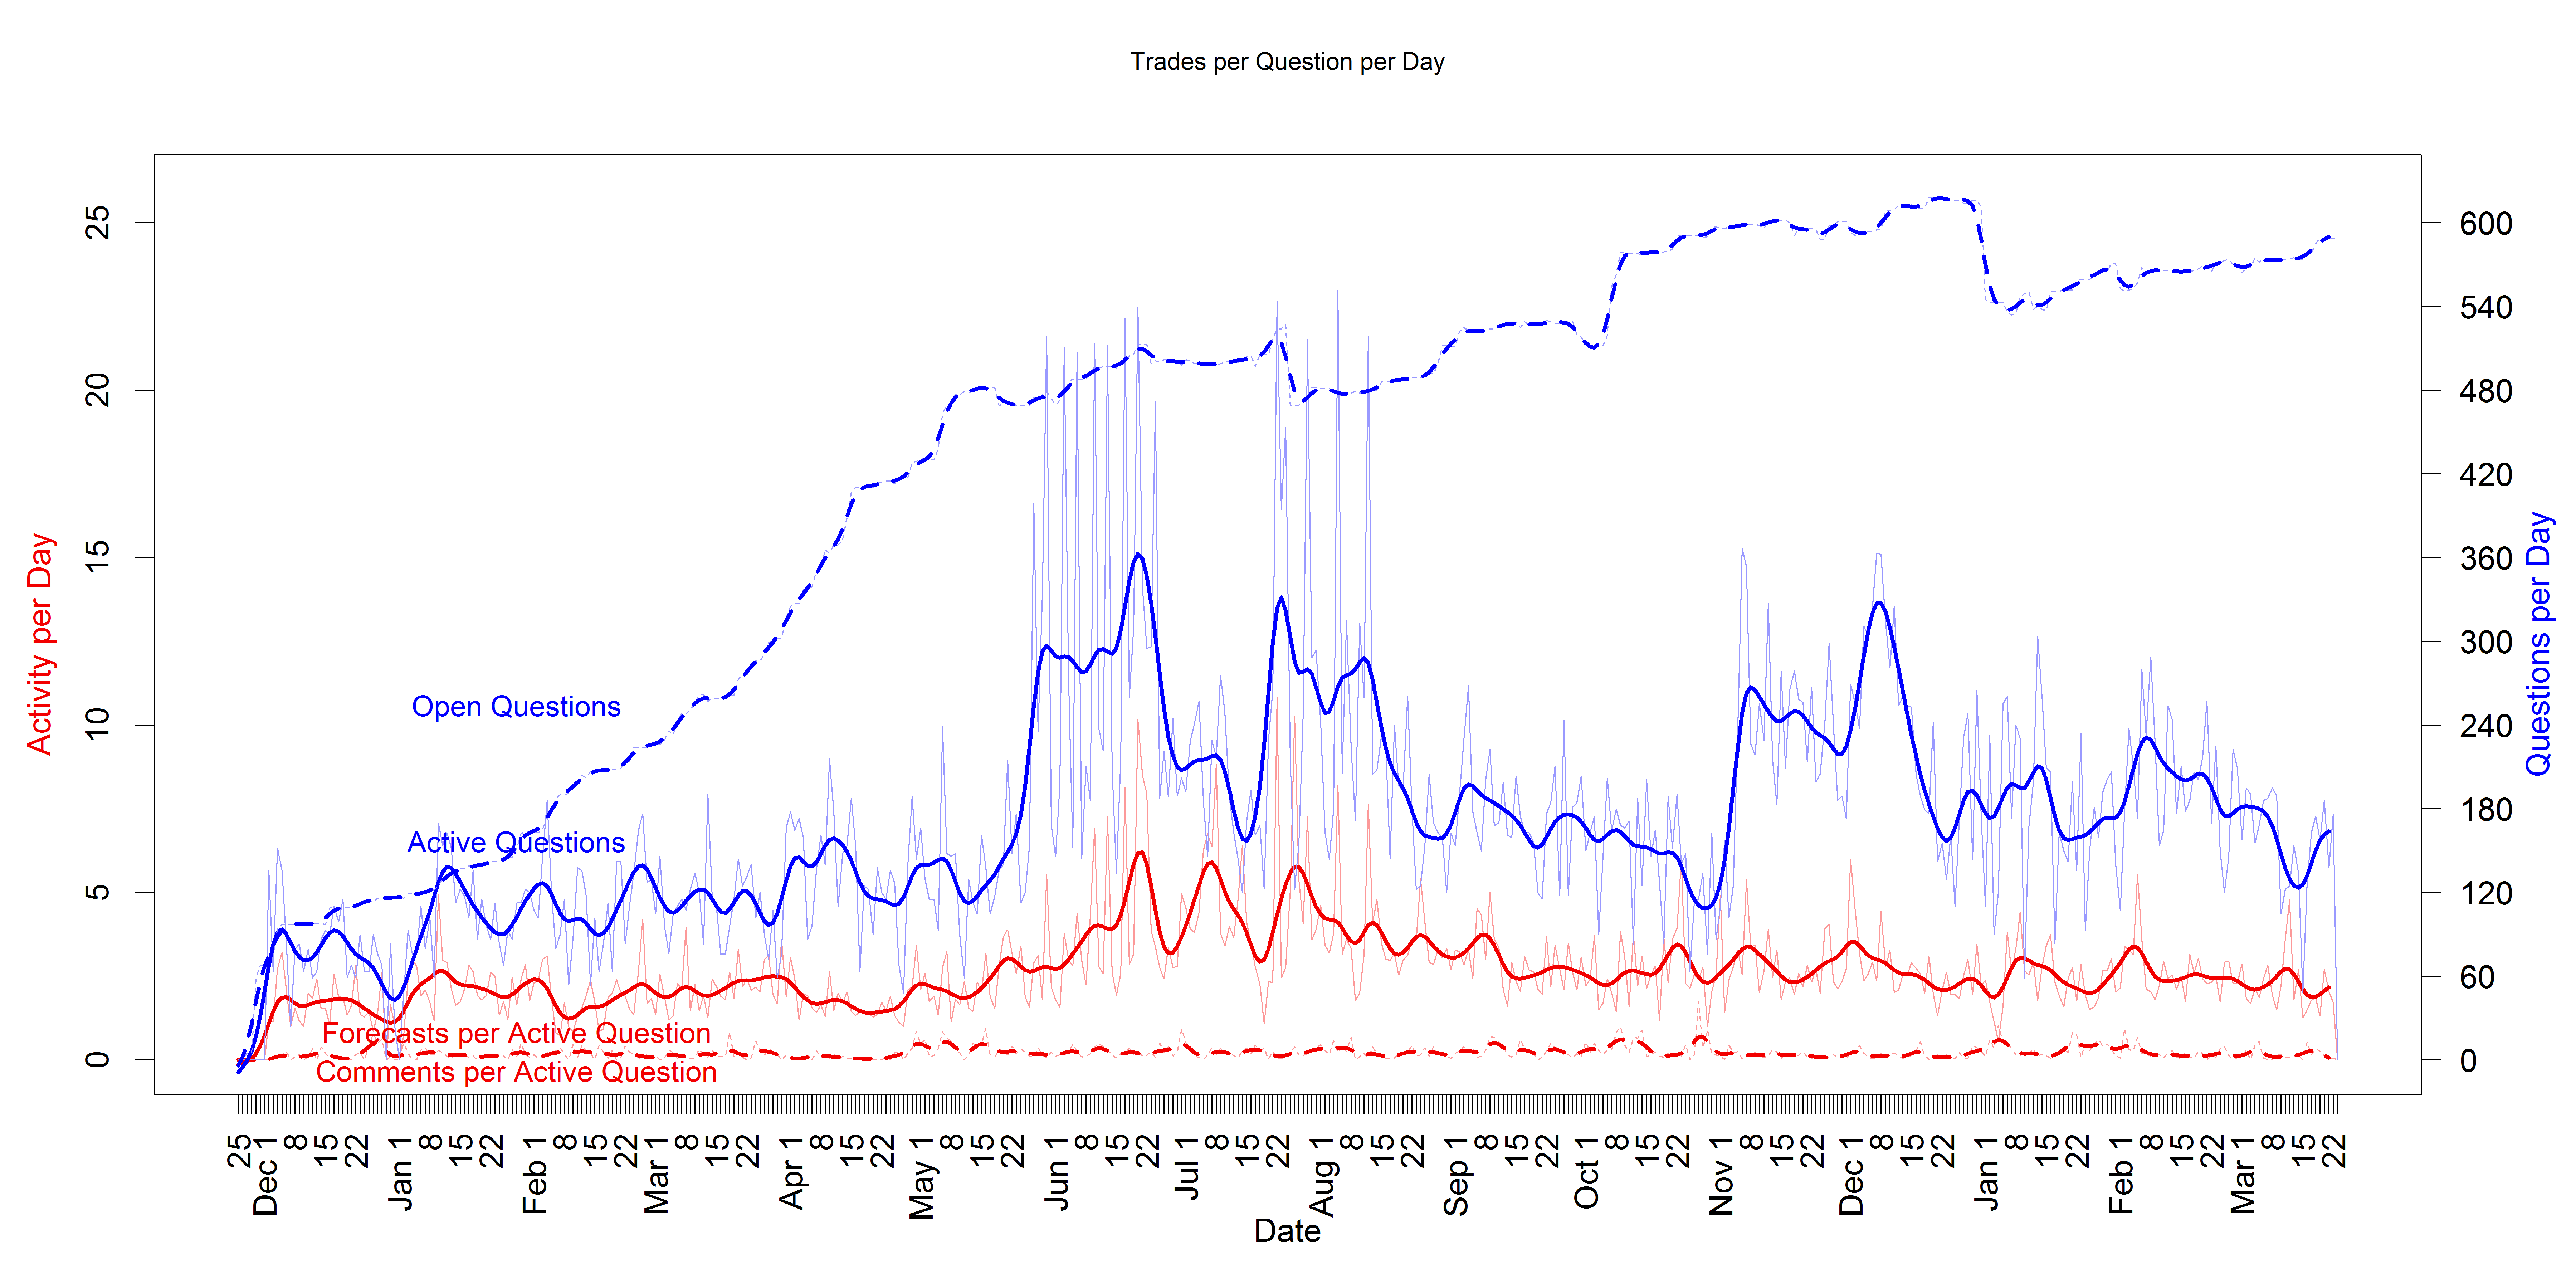 Trades per Question per Day
25
20
15
10
5
0
Activity per Day
600
540
480
420
360
300
240
180
120
60
0
Questions per Day
Open Questions
Active Questions
Forecasts per Active Question
Comments per Active Question
25 Dec 1 8 15 22 Jan 1 8 15 22 Feb 1 8 15 22 Mar 1 8 15 22 Apr 1 8 15 22 May 1 8 15 22 Jun 1 8 15 22 Jul 1 8 15 22 Aug 1 8 15 22 Sep 1 8 15 22 Oct 1 8 15 22 Nov 1 8 15 22 Dec 1 8 15 22 Jan 1 8 15 22 Feb 1 8 15 22 Mar 1 8 15 22
Date